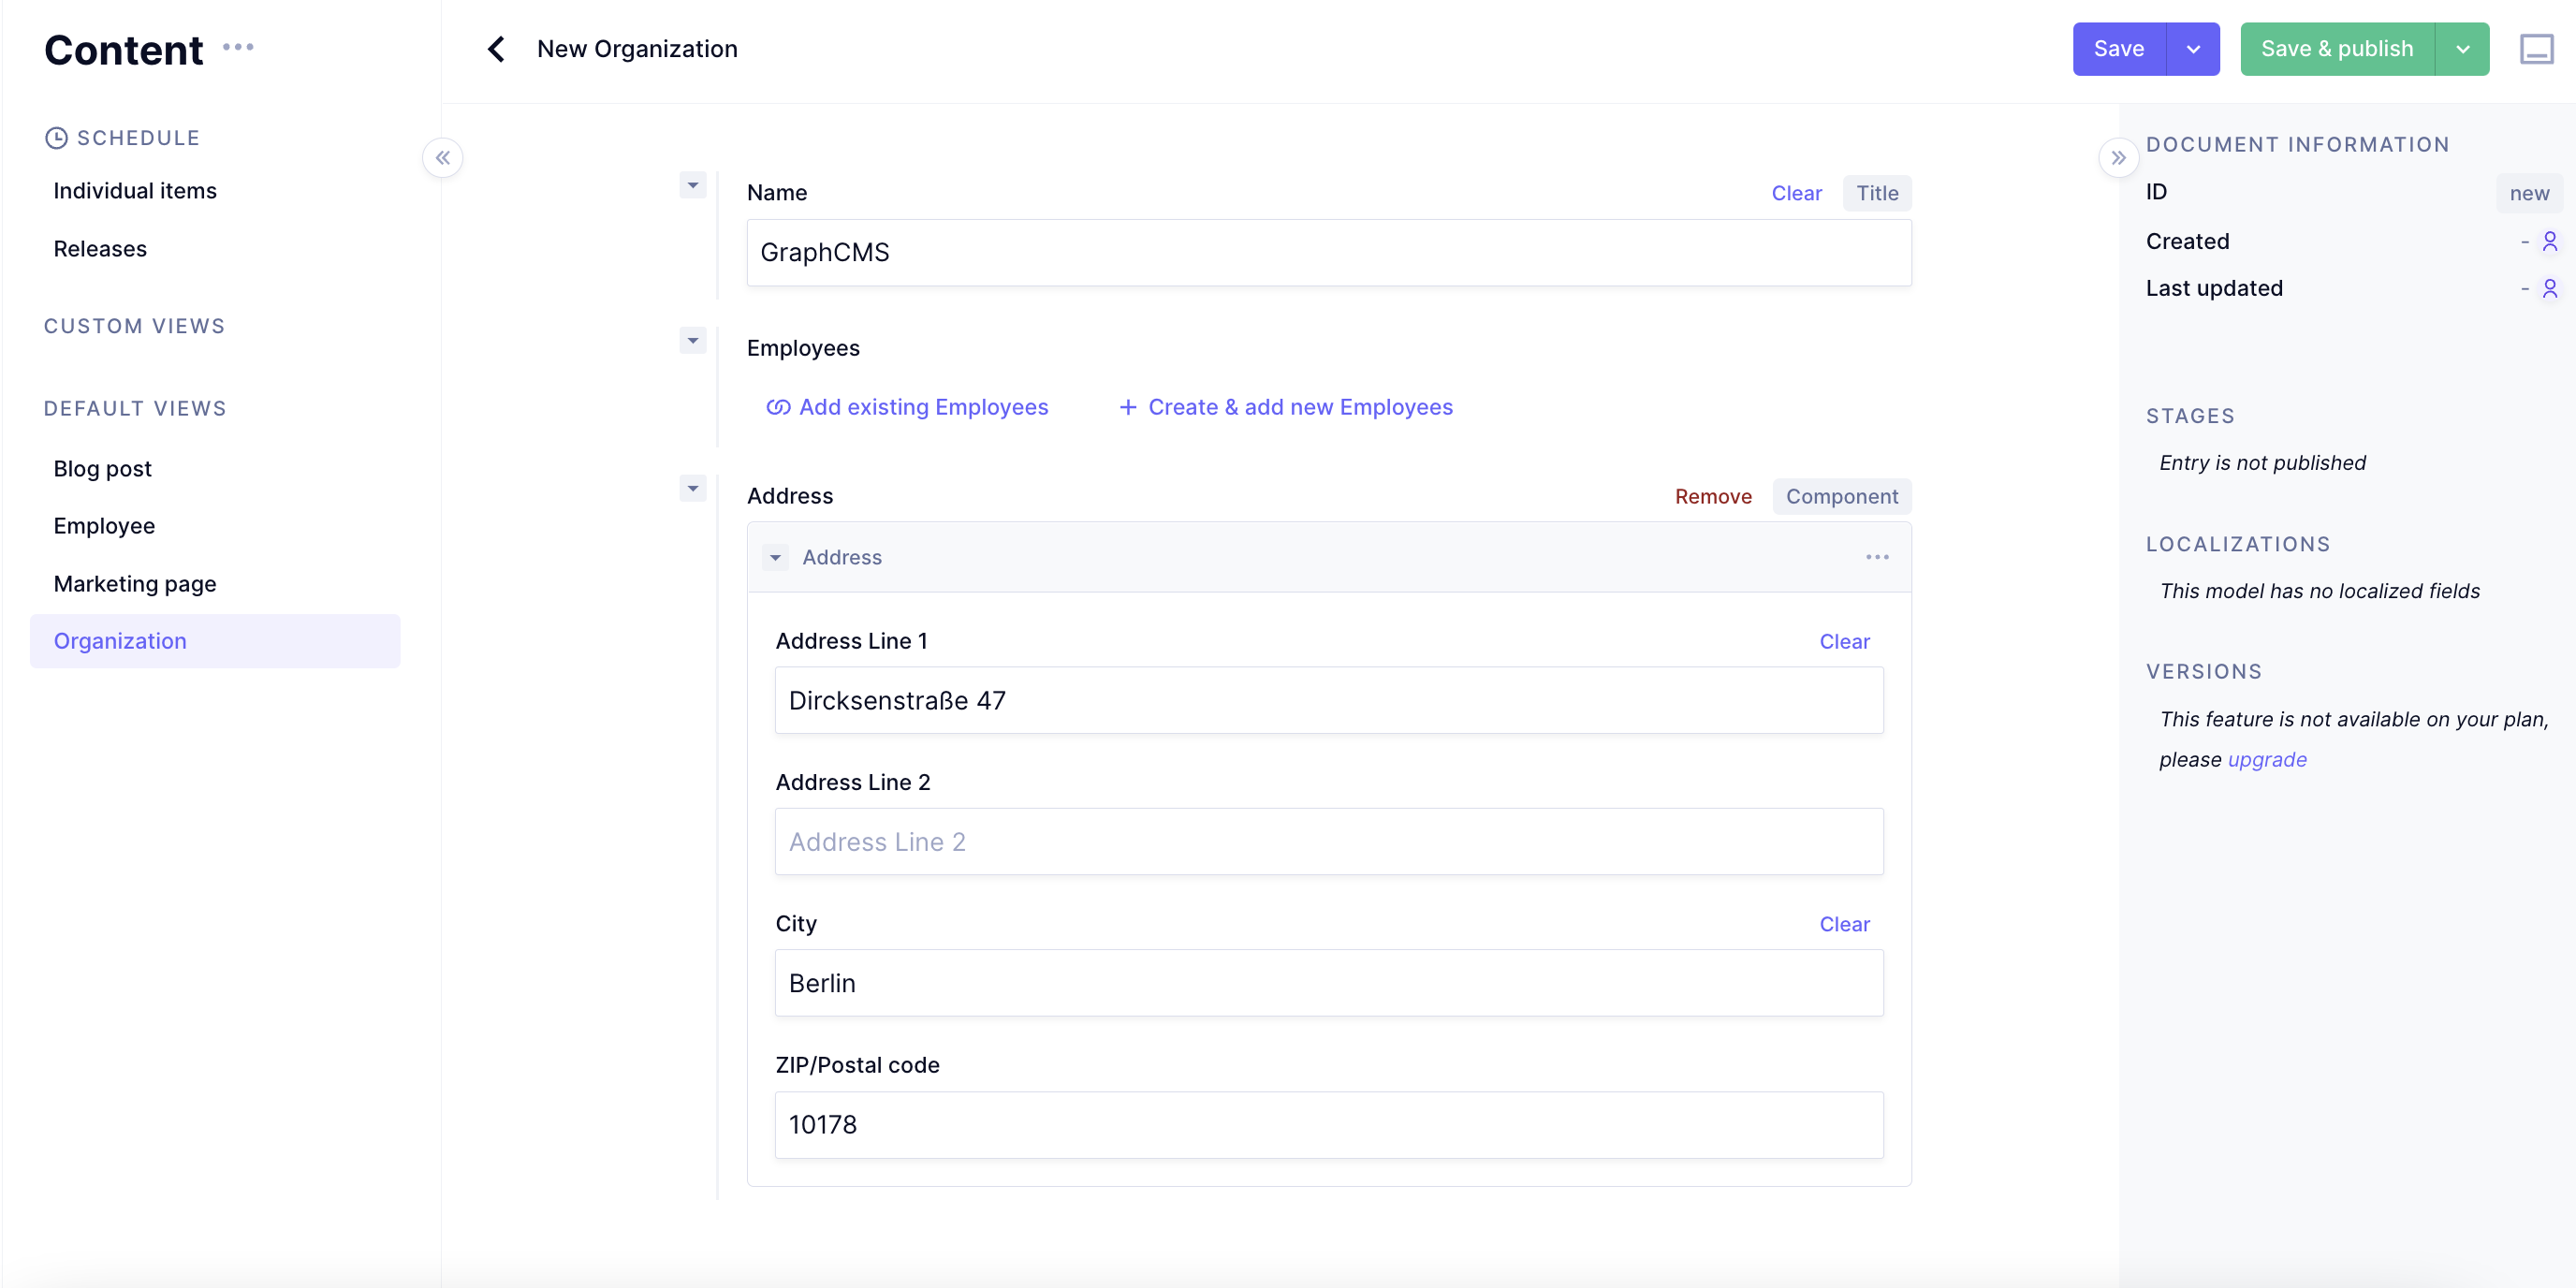 Content
SCHEDULE
Individual items
Releases
CUSTOM VIEWS
DEFAULT VIEWS
Blog post
Employee
Marketing page
Organization
New Organization
Save
Save & publish
Name
Clear
Title
GraphCMS
Employees
Add existing Employees
+ Create & add new Employees
Address
Remove
Component
Address
Address Line 1
Clear
Dircksenstraße 47
Address Line 2
Address Line 2
City
Clear
Berlin
ZIP/Postal code
10178
DOCUMENT INFORMATION
ID
new
Created
-
Last updated
-
STAGES
Entry is not published
LOCALIZATIONS
This model has no localized fields
VERSIONS
This feature is not available on your plan,
please upgrade